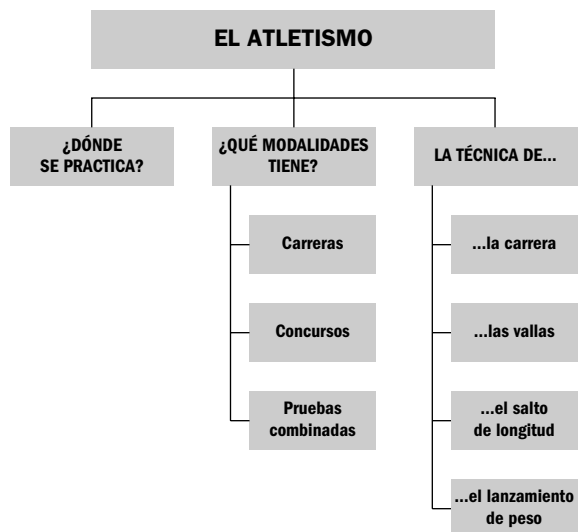 EL ATLETISMO
¿DÓNDE
SE PRACTICA?
¿QUÉ MODALIDADES
TIENE?
Carreras
Concursos
Pruebas
combinadas
LA TÉCNICA DE...
...la carrera
...las vallas
...el salto
de longitud
...el lanzamiento
de peso